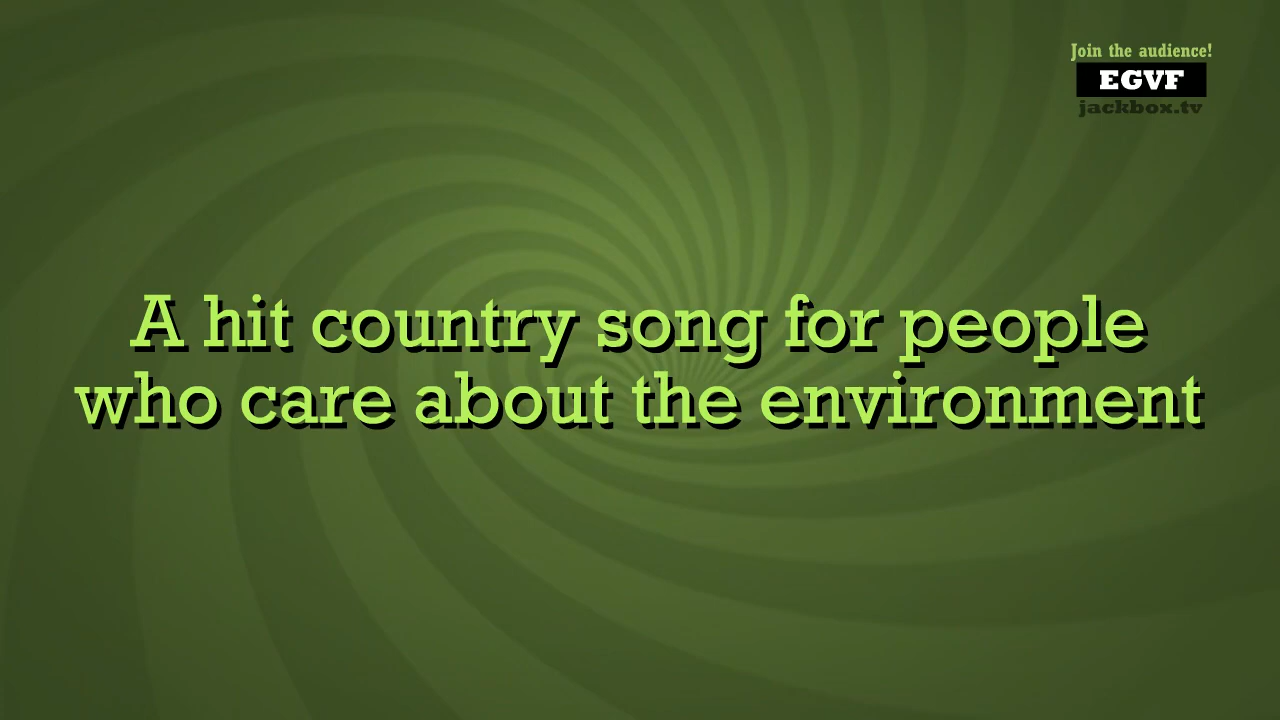 Join the audience!
EGVF
jackbox.tv
A hit country song for people
who care about the environment